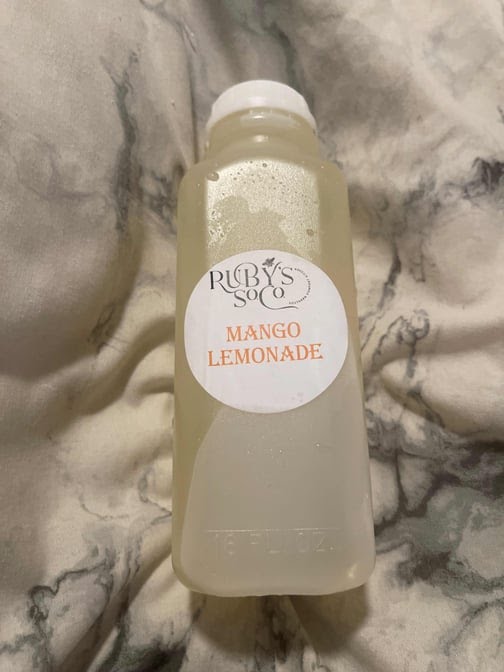 RUBY'S
SOCO
MANGO
LEMONADE
16 FL. OZ.